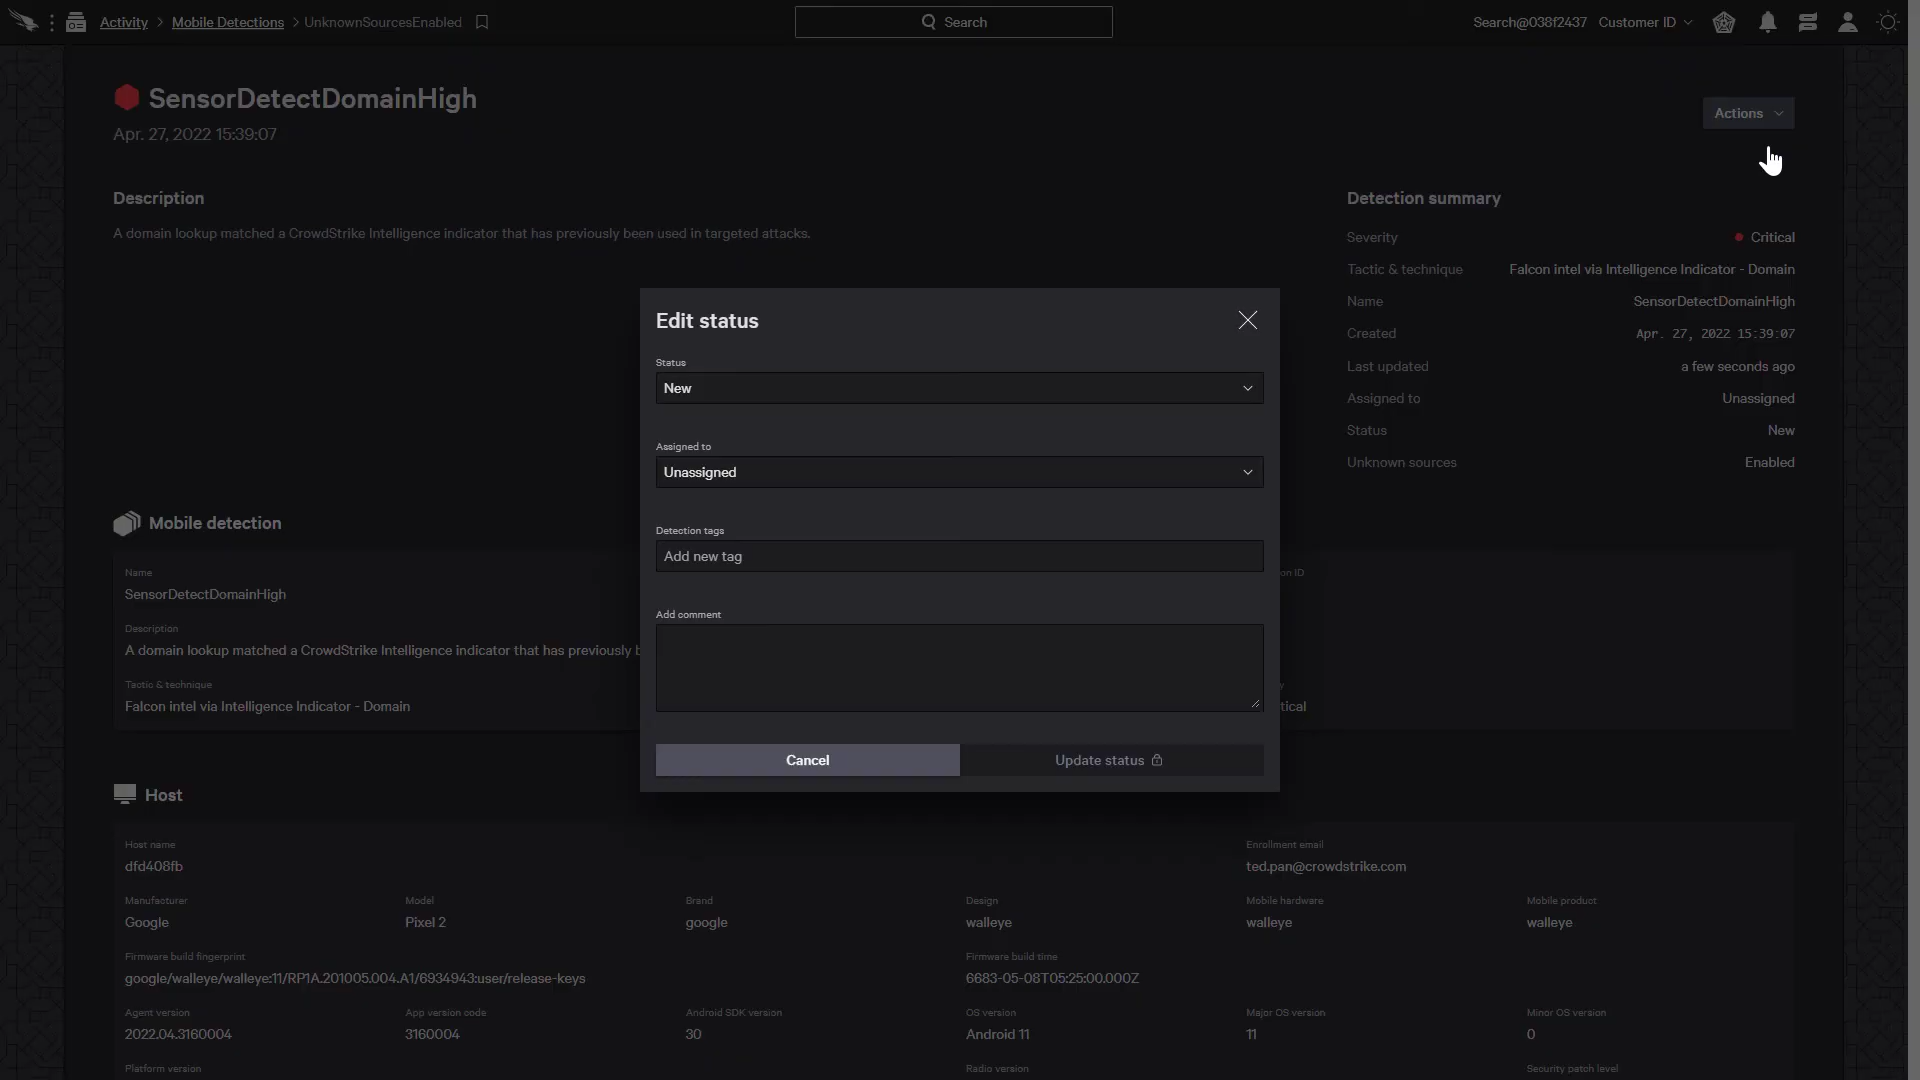 Activity > Mobile Detections > UnknownSourcesEnabled
Search
Search@038f2437 Customer ID
SensorDetectDomainHigh
Apr. 27, 2022 15:39:07
Actions
Description
A domain lookup matched a CrowdStrike Intelligence indicator that has previously been used in targeted attacks.
Detection summary
Severity Critical
Tactic & technique Falcon intel via Intelligence Indicator - Domain
Name SensorDetectDomainHigh
Created Apr. 27, 2022 15:39:07
Last updated a few seconds ago
Assigned to Unassigned
Status New
Unknown sources Enabled
Edit status
Status
New
Assigned to
Unassigned
Detection tags
Add new tag
Add comment
Cancel Update status
Mobile detection
Name on ID
SensorDetectDomainHigh
Description
A domain lookup matched a CrowdStrike Intelligence indicator that has previously b
Tactic & technique y
Falcon intel via Intelligence Indicator - Domain tical
Host
Host name Enrollment email
dfd408fb ted.pan@crowdstrike.com
Manufacturer Model Brand Design Mobile hardware Mobile product
Google Pixel 2 google walleye walleye walleye
Firmware build fingerprint Firmware build time
google/walleye/walleye:11/RP1A.201005.004.A1/6934943:user/release-keys 6683-05-08T05:25:00.000Z
Agent version App version code Android SDK version OS version Major OS version Minor OS version
2022.04.3160004 3160004 30 Android 11 11 0
Platform version Radio version Security patch level